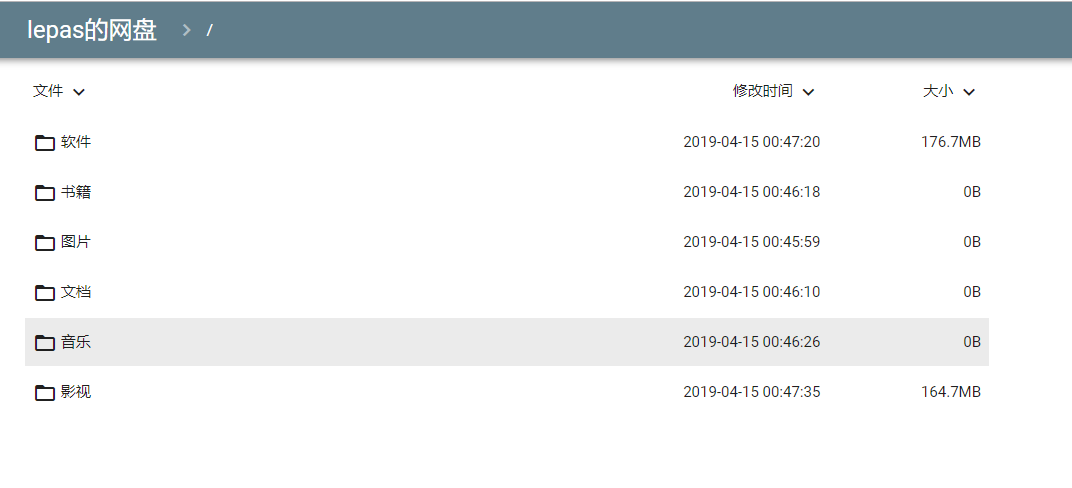 lepas的网盘 > /
文件 修改时间 大小
软件 2019-04-15 00:47:20 176.7MB
书籍 2019-04-15 00:46:18 0B
图片 2019-04-15 00:45:59 0B
文档 2019-04-15 00:46:10 0B
音乐 2019-04-15 00:46:26 0B
影视 2019-04-15 00:47:35 164.7MB